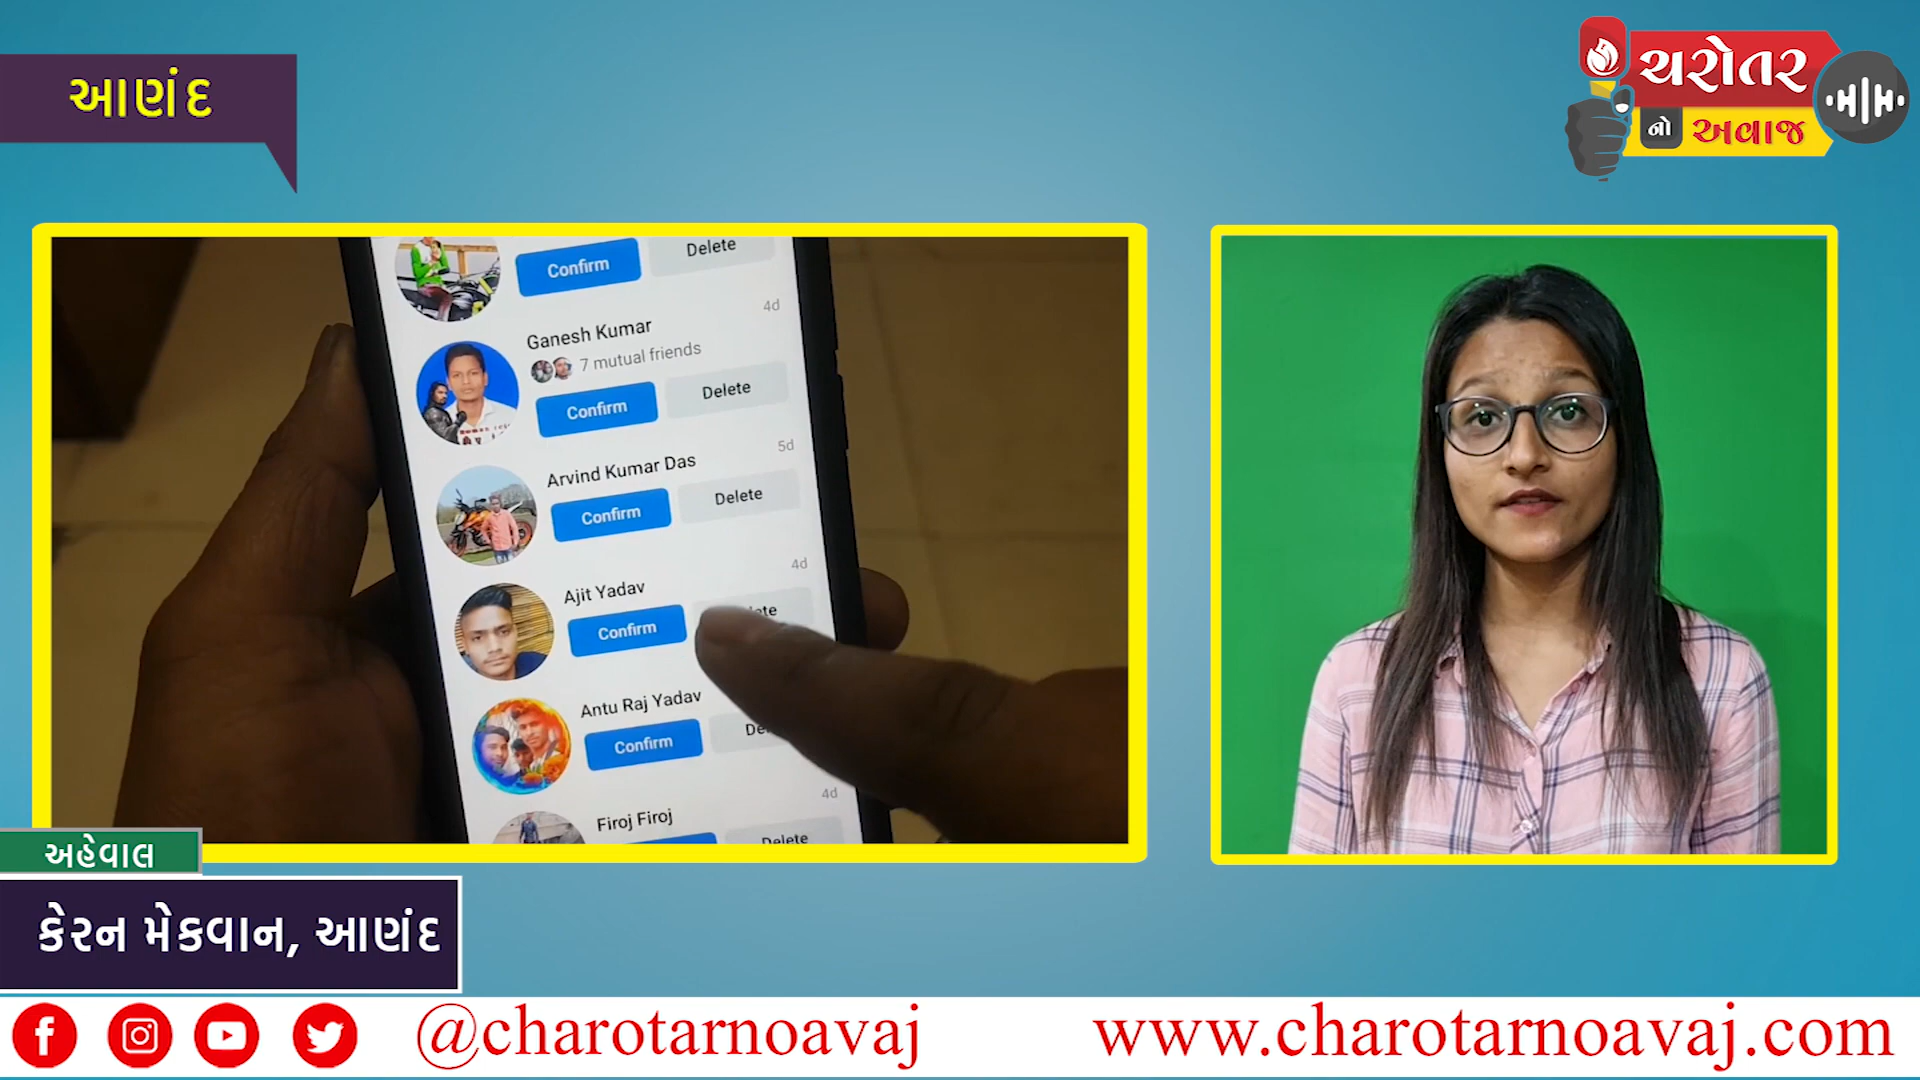 આણંદ
ચરોતર
નો અવાજ
Confirm
Delete
4d
Ganesh Kumar
7 mutual friends
Confirm
Delete
5d
Arvind Kumar Das
Confirm
Delete
4d
Ajit Yadav
Confirm
Antu Raj Yadav
Confirm
4d
Firoj Firoj
Delete
અહેવાલ
કેરન મેકવાન, આણંદ
@charotarnoavaj
www.charotarnoavaj.com